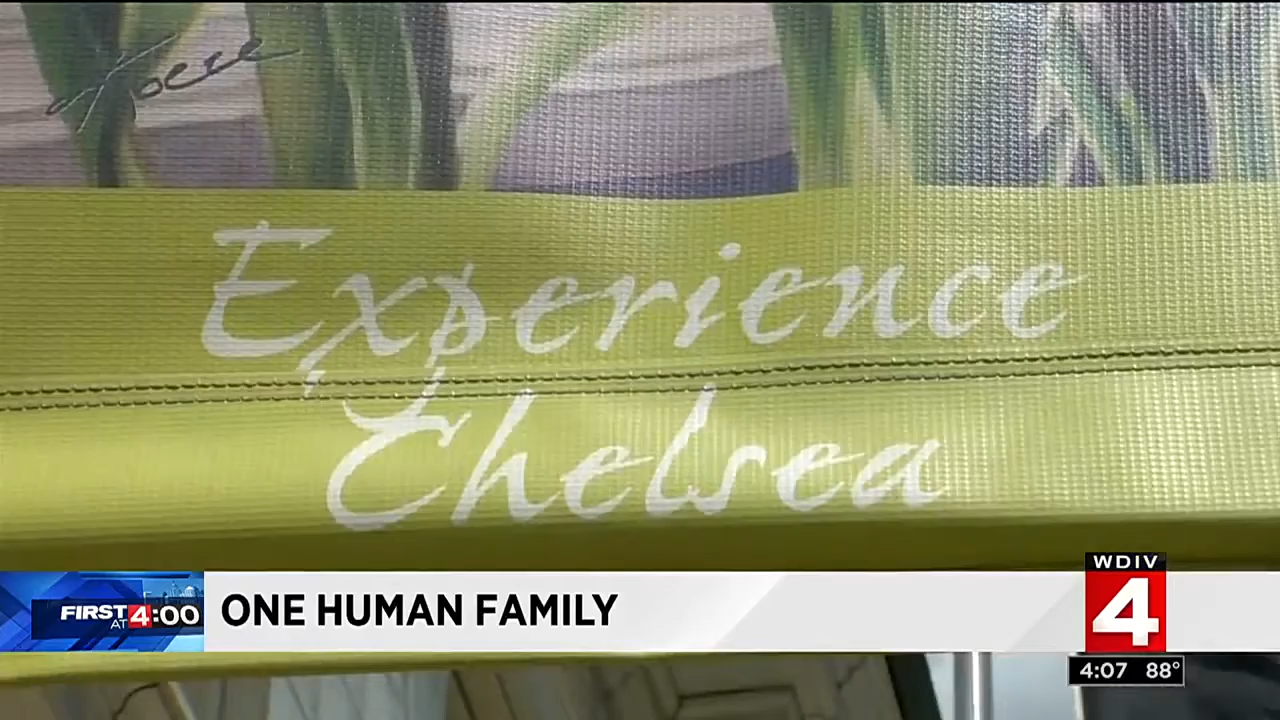 Experience
Chelsea
FIRST AT 4:00
ONE HUMAN FAMILY
WDIV
4
4:07 88°